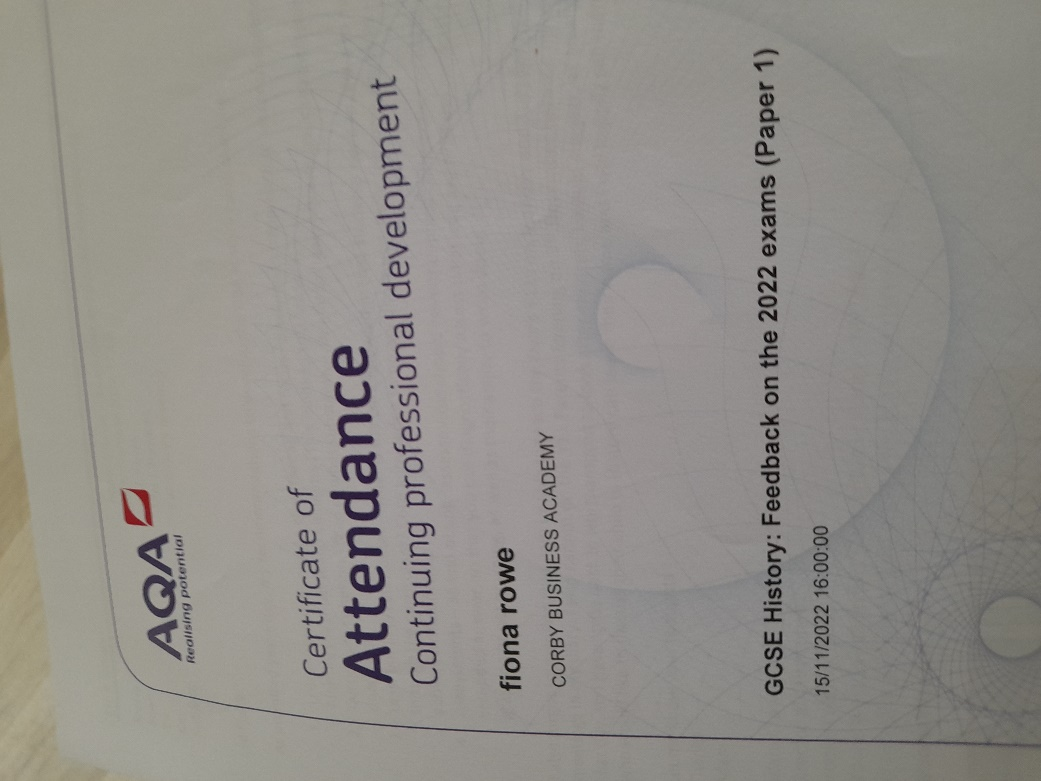 AQA
Realising potential
Certificate of
Attendance
Continuing professional development
fiona rowe
CORBY BUSINESS ACADEMY
GCSE History: Feedback on the 2022 exams (Paper 1)
15/11/2022 16:00:00